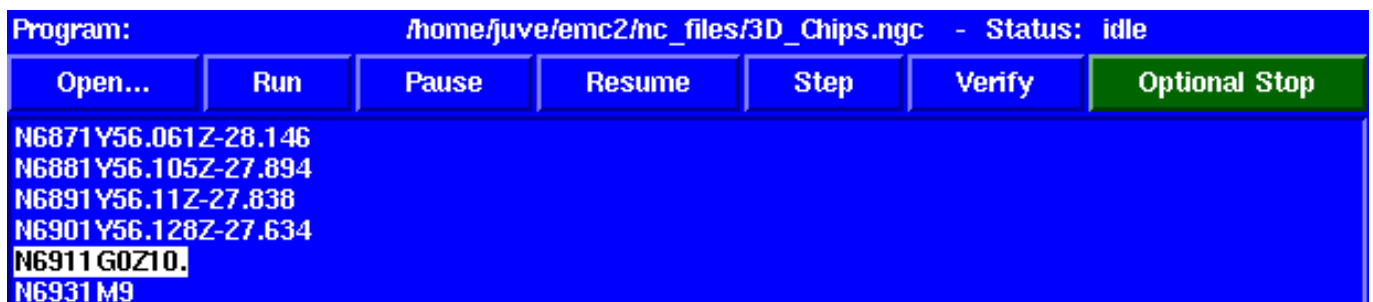 Program: /home/juve/emc2/nc_files/3D_Chips.ngc - Status: idle
Open... Run Pause Resume Step Verify Optional Stop
N6871Y56.061Z-28.146
N6881Y56.105Z-27.894
N6891Y56.11Z-27.838
N6901Y56.128Z-27.634
N6911G0Z10.
N6931M9